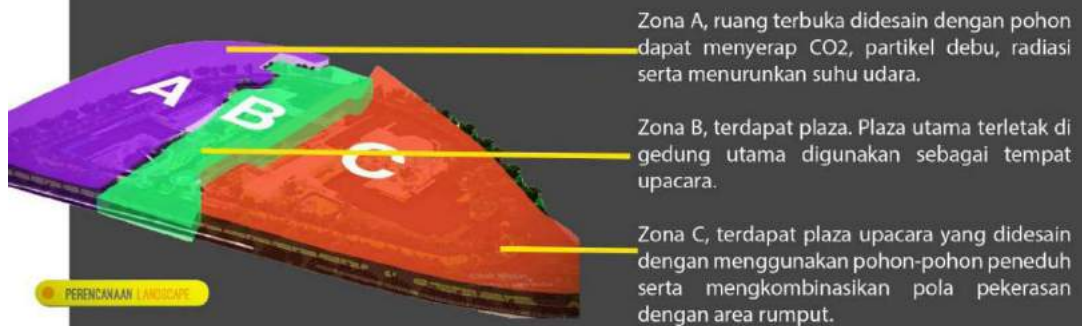 Zona A, ruang terbuka didesain dengan pohon
dapat menyerap CO2, partikel debu, radiasi
serta menurunkan suhu udara.
A
B
Zona B, terdapat plaza. Plaza utama terletak di
gedung utama digunakan sebagai tempat
upacara.
C
Zona C, terdapat plaza upacara yang didesain
dengan menggunakan pohon-pohon peneduh
serta mengkombinasikan pola pekerasan
dengan area rumput.
PERENCANAAN LANDSCAPE